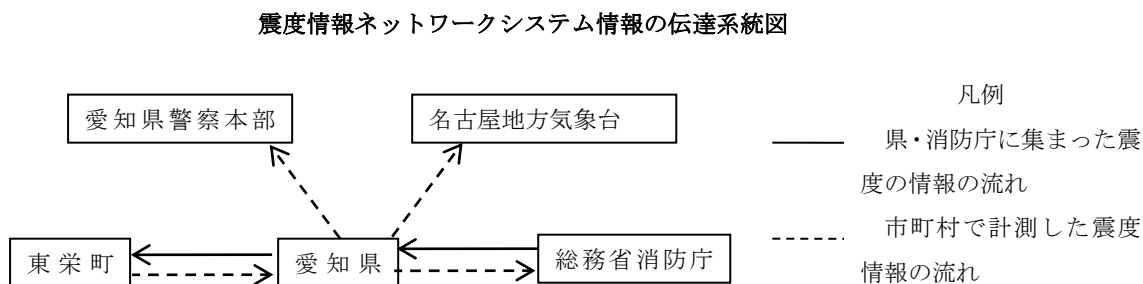 震度情報ネットワークシステム情報の伝達系統図
愛知県警察本部
名古屋地方気象台
凡例
県・消防庁に集まった震
度の情報の流れ
市町村で計測した震度
情報の流れ
東栄町
愛知県
総務省消防庁